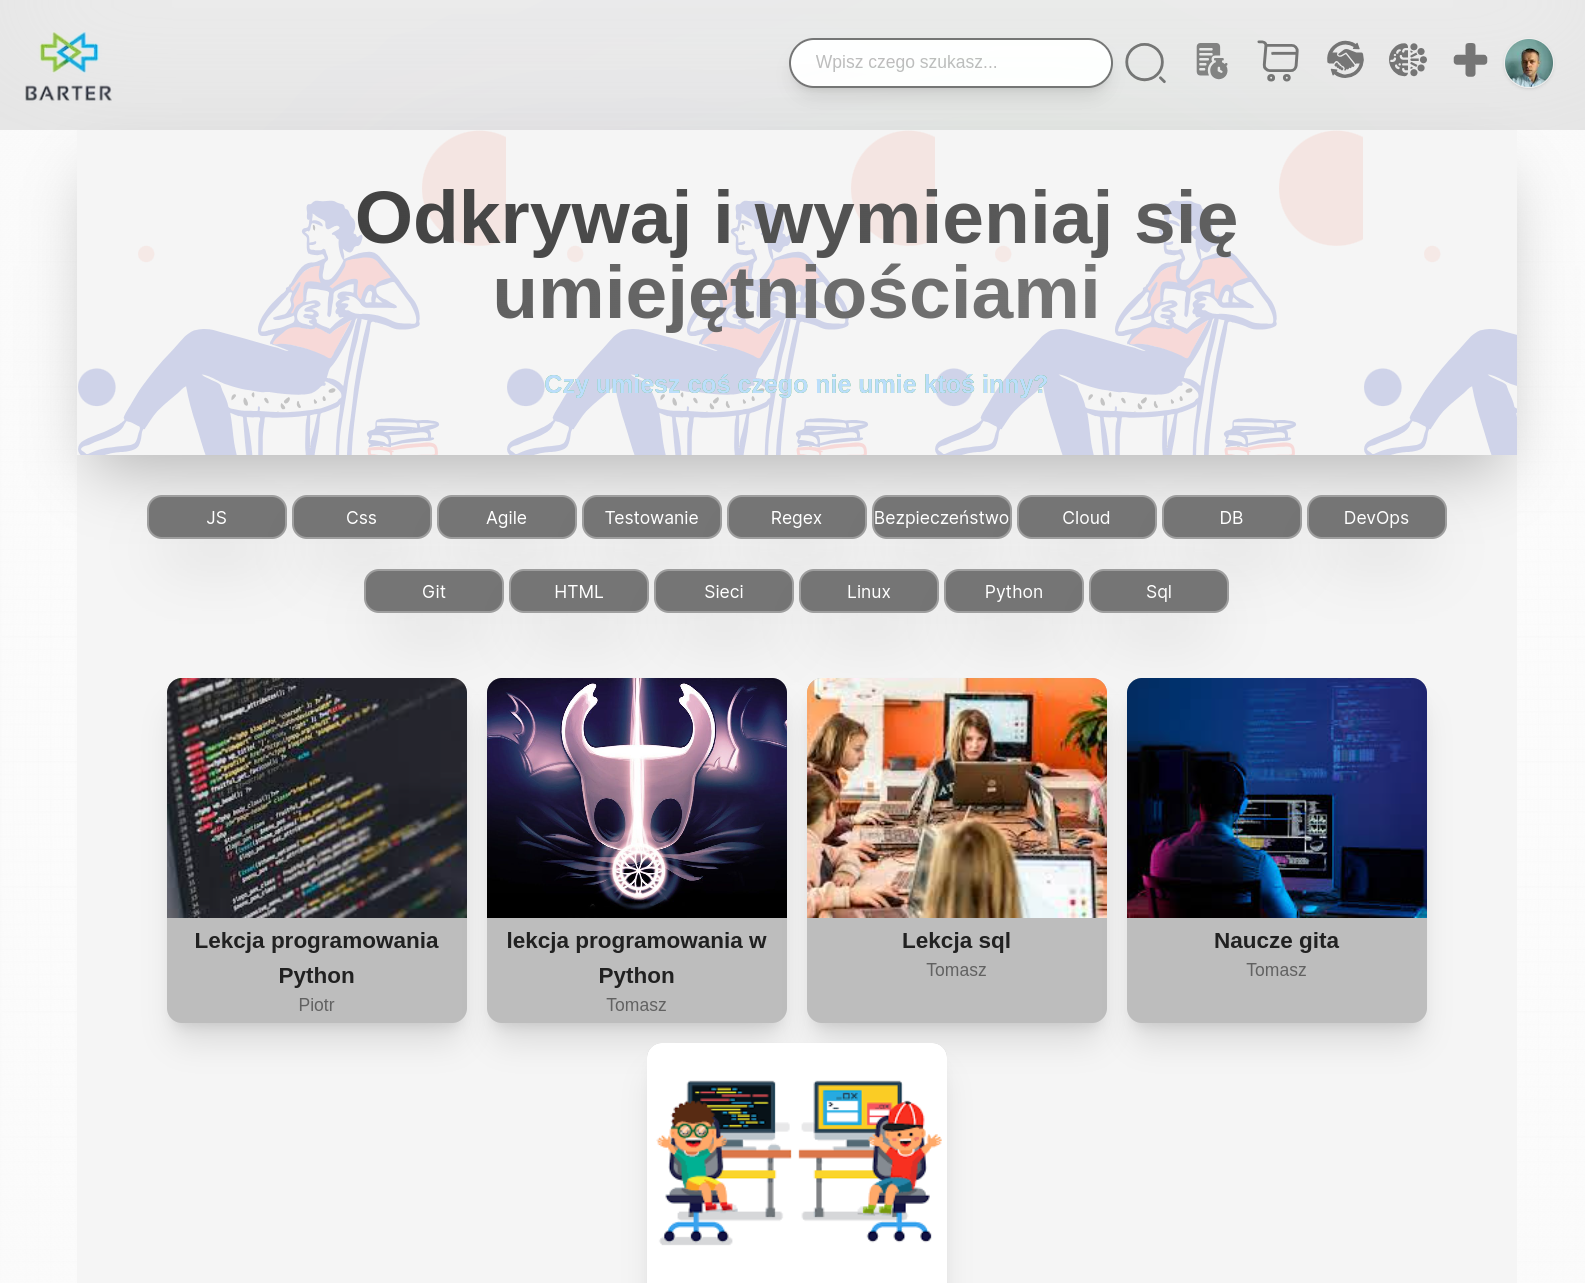 BARTER
Wpisz czego szukasz...
Odkrywaj i wymieniaj się
umiejętniościami
Czy umiesz coś czego nie umie ktoś inny?
JS Css Agile Testowanie Regex Bezpieczeństwo Cloud DB DevOps
Git HTML Sieci Linux Python Sql
Lekcja programowania
Python
Piotr
lekcja programowania w
Python
Tomasz
Lekcja sql
Tomasz
Naucze gita
Tomasz